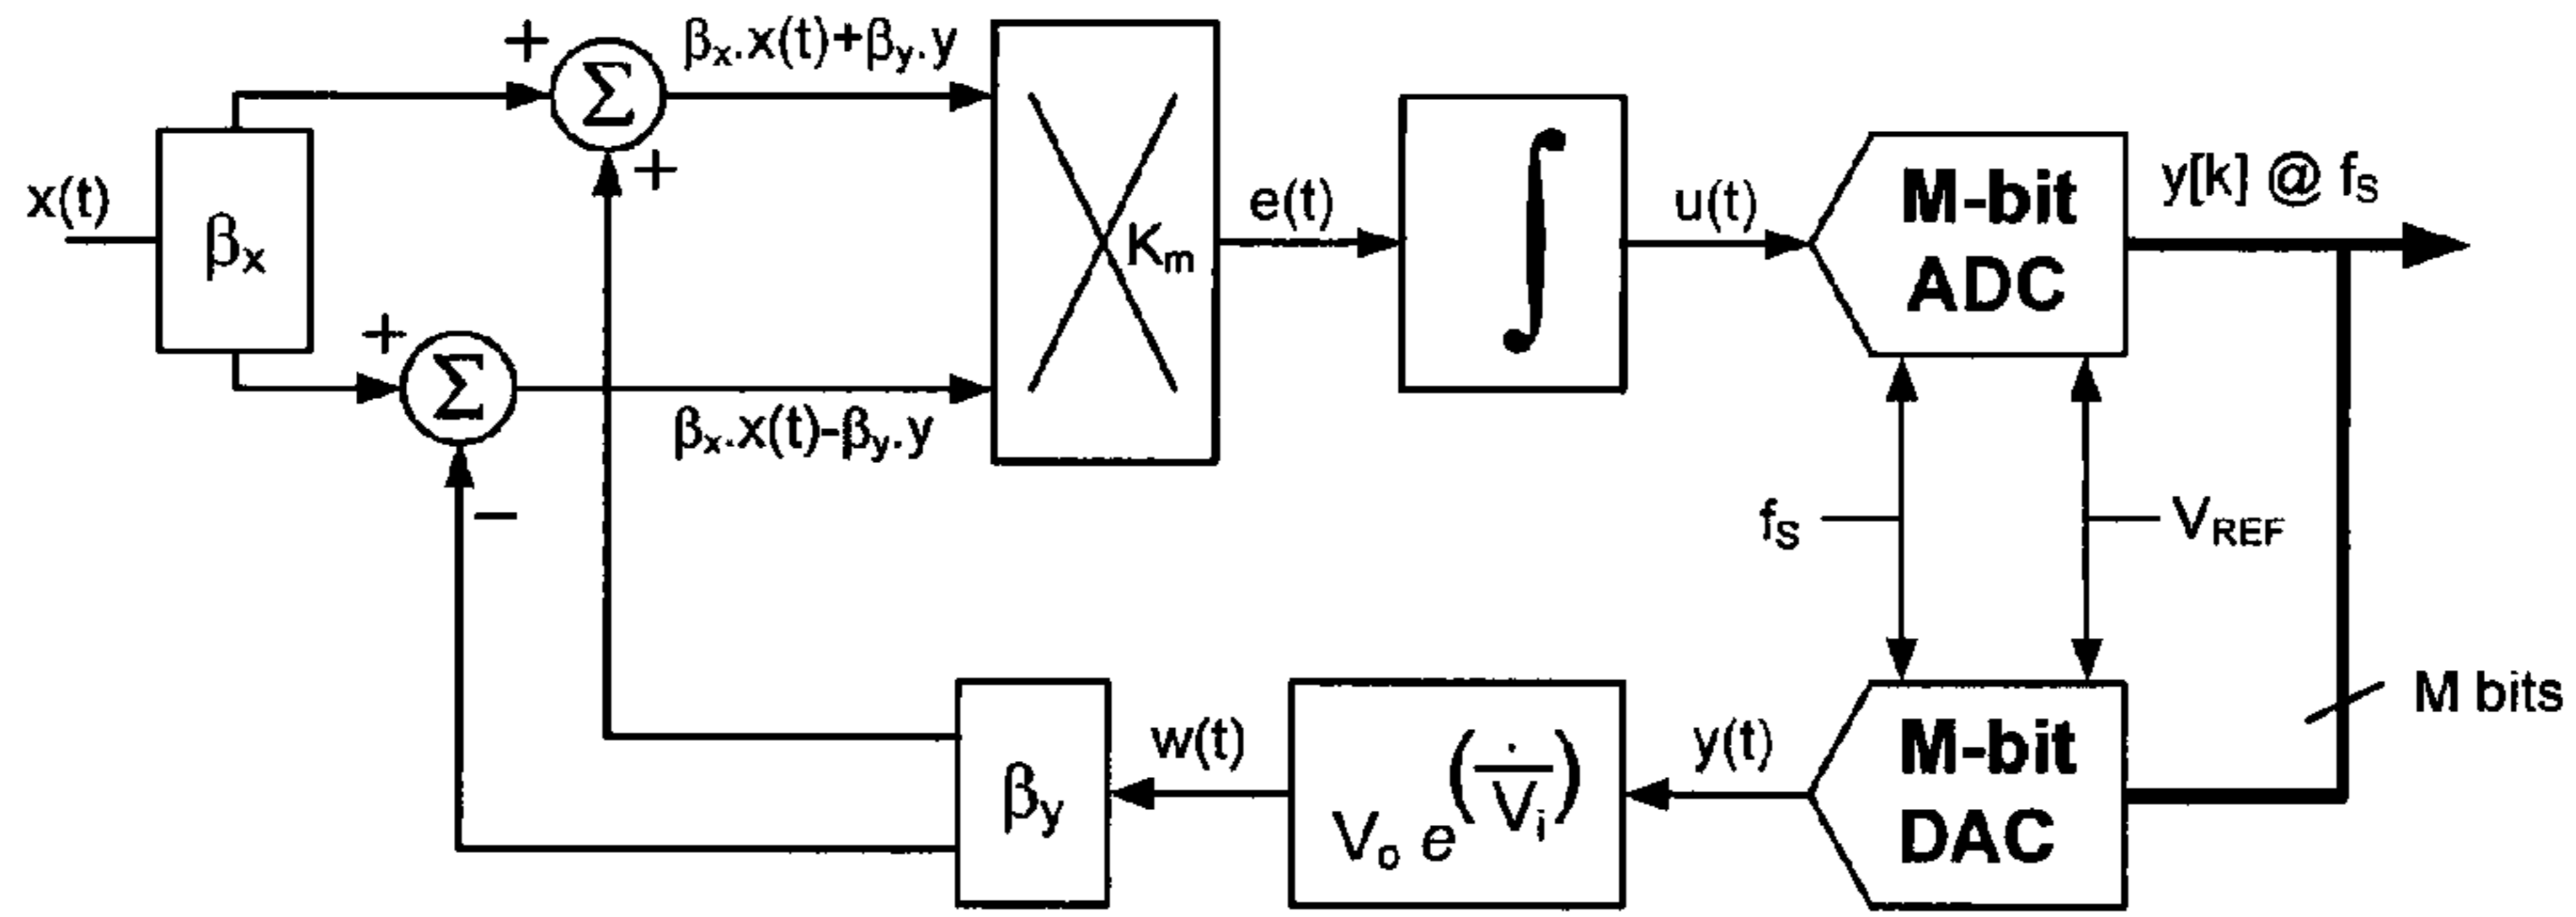 x(t)
βx
+
Σ
+
βx.x(t)+βy.y
+
Σ
−
βx.x(t)-βy.y
Km
e(t)
∫
u(t)
M-bit
ADC
y[k] @ fS
fS
VREF
M bits
M-bit
DAC
y(t)
Vo e^(·/Vi)
w(t)
βy